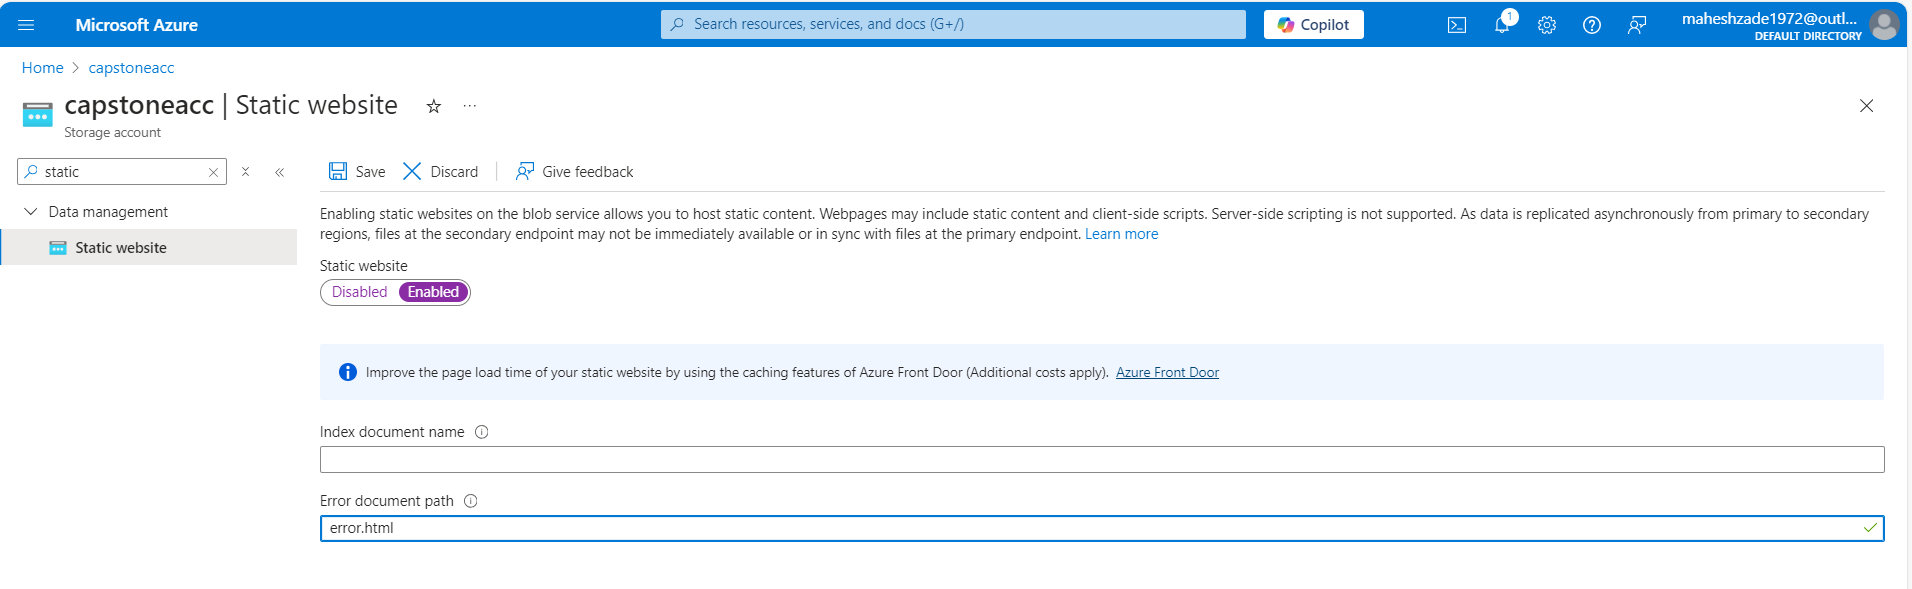 Microsoft Azure
Search resources, services, and docs (G+/)
Copilot
1
maheshzade1972@outl...
DEFAULT DIRECTORY
Home > capstoneacc
capstoneacc | Static website
Storage account
static
Save
Discard
Give feedback
Data management
Static website
Enabling static websites on the blob service allows you to host static content. Webpages may include static content and client-side scripts. Server-side scripting is not supported. As data is replicated asynchronously from primary to secondary
regions, files at the secondary endpoint may not be immediately available or in sync with files at the primary endpoint. Learn more
Static website
Disabled Enabled
Improve the page load time of your static website by using the caching features of Azure Front Door (Additional costs apply). Azure Front Door
Index document name
Error document path
error.html